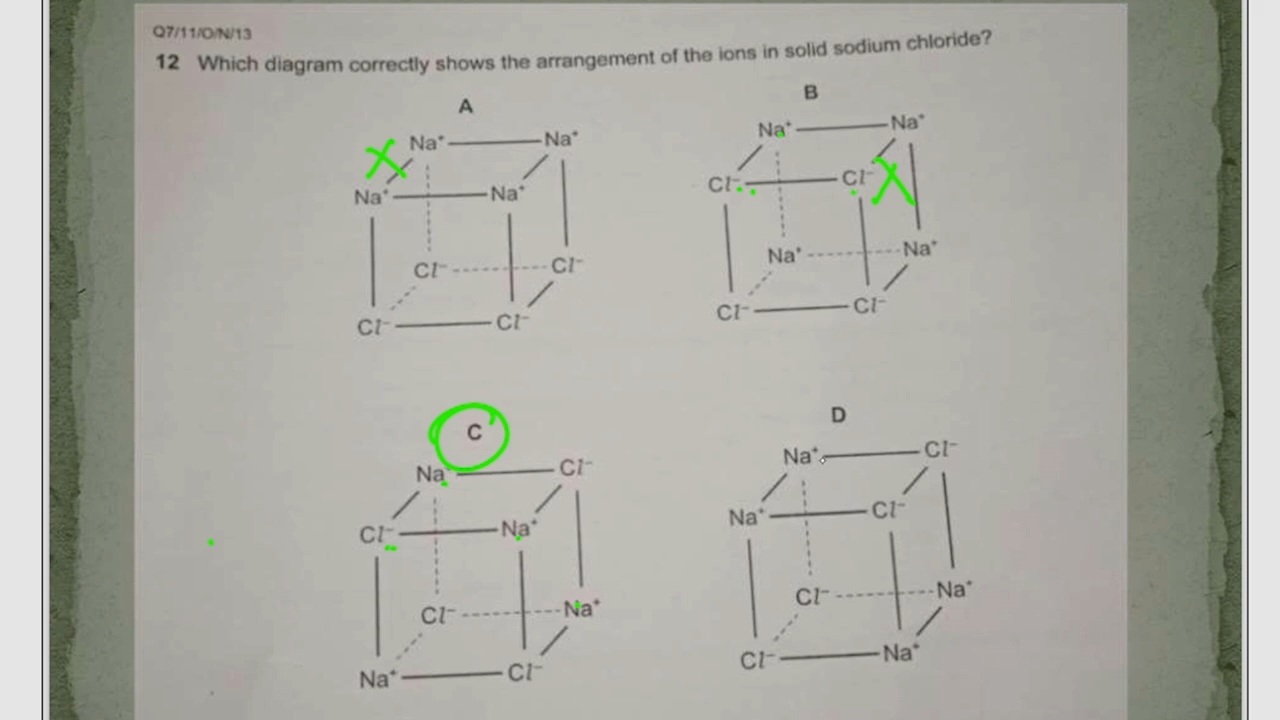 Q7/11/O/N/13
12 Which diagram correctly shows the arrangement of the ions in solid sodium chloride?
A
B
Na⁺ Na⁺
Na⁺ Na⁺
Cl⁻ Cl⁻
Cl⁻ Cl⁻
Na⁺ Na⁺
Cl⁻ Cl⁻
Na⁺ Na⁺
Cl⁻ Cl⁻
C
D
Na Cl⁻
Cl⁻ Na⁺
Cl⁻ Na⁺
Na⁺ Cl⁻
Na⁺ Cl⁻
Na⁺ Cl⁻
Cl⁻ Na⁺
Cl⁻ Na⁺